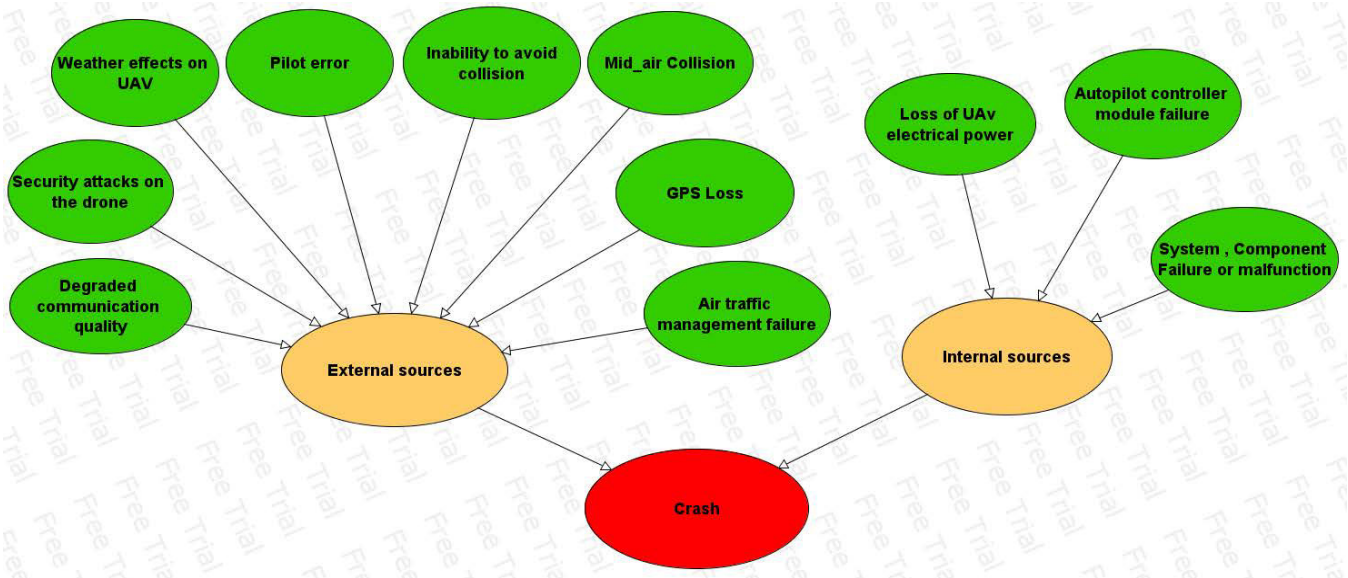 Weather effects on
UAV
Pilot error
Inability to avoid
collision
Mid_air Collision
Loss of UAv
electrical power
Autopilot controller
module failure
Security attacks on
the drone
GPS Loss
System , Component
Failure or malfunction
Degraded
communication
quality
Air traffic
management failure
External sources
Internal sources
Crash
Free Trial